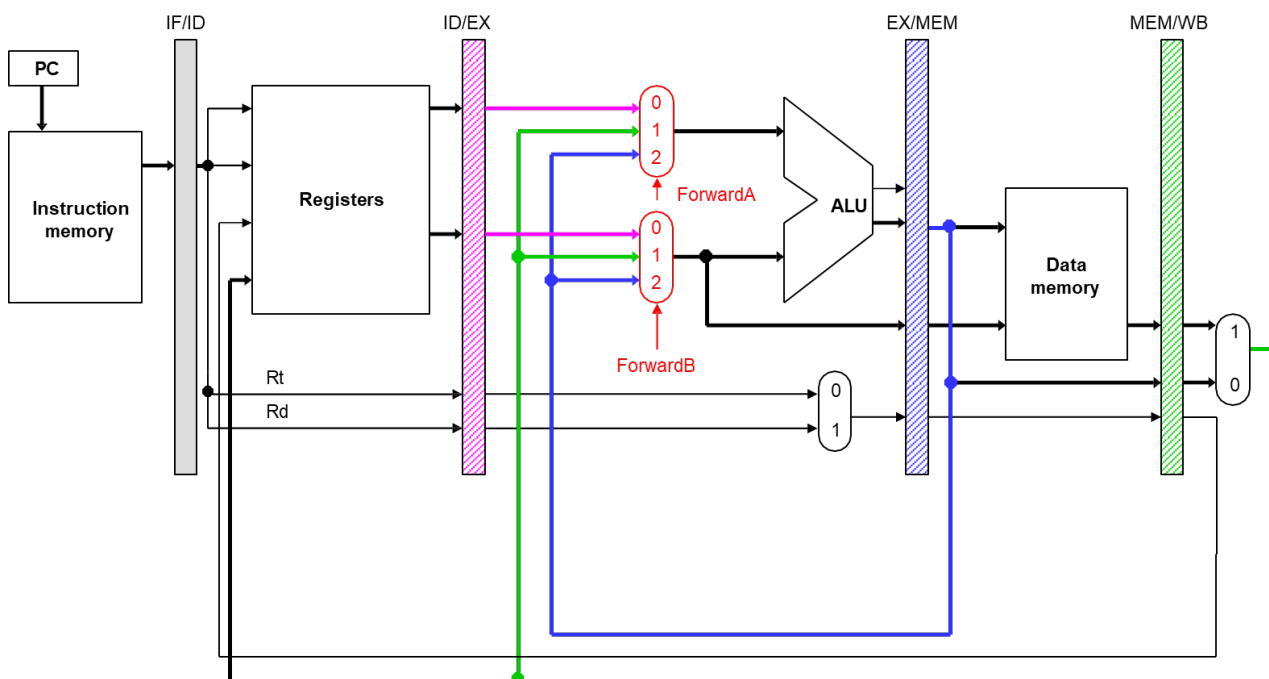 IF/ID
ID/EX
EX/MEM
MEM/WB
PC
Instruction
memory
Registers
0
1
2
ForwardA
0
1
2
ForwardB
ALU
Data
memory
1
0
Rt
Rd
0
1